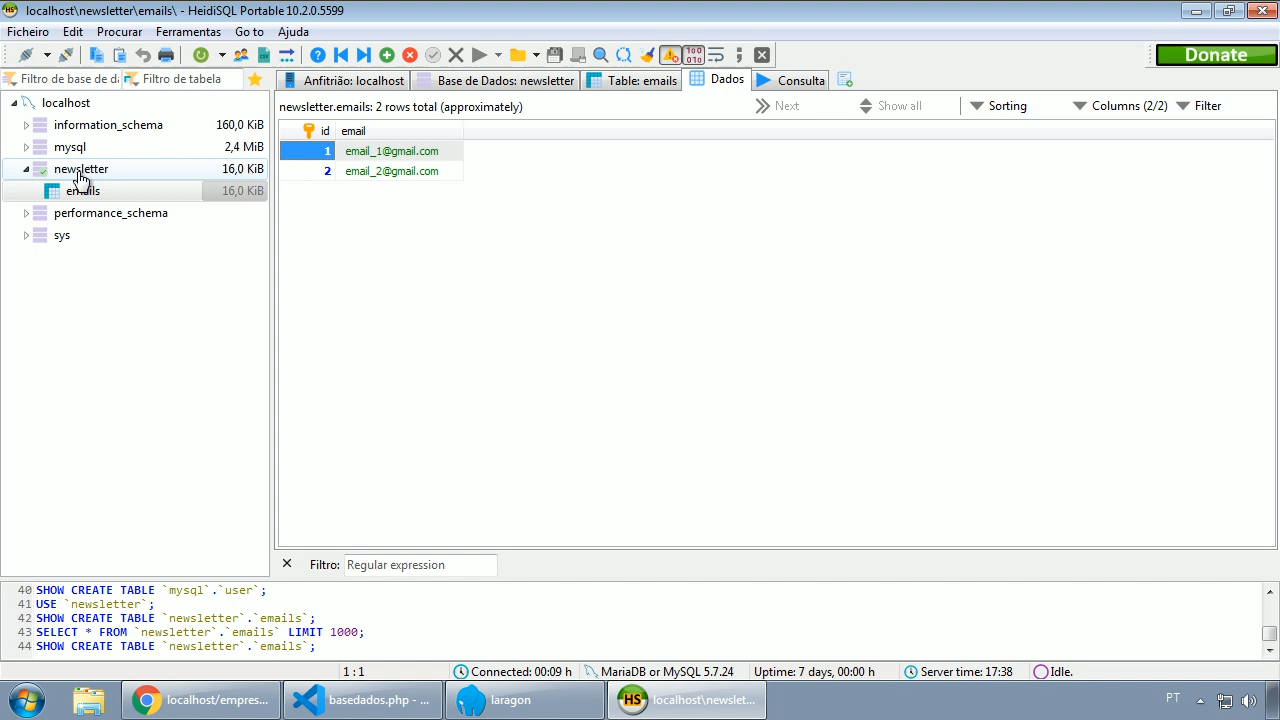 localhost\newsletter\emails\ - HeidiSQL Portable 10.2.0.5599
Ficheiro Edit Procurar Ferramentas Go to Ajuda
Donate
Filtro de base de da Filtro de tabela
Anfitrião: localhost Base de Dados: newsletter Table: emails Dados Consulta
localhost
information_schema 160,0 KiB
mysql 2,4 MiB
newsletter 16,0 KiB
emails 16,0 KiB
performance_schema
sys
newsletter.emails: 2 rows total (approximately) Next Show all Sorting Columns (2/2) Filter
id email
1 email_1@gmail.com
2 email_2@gmail.com
Filtro: Regular expression
40 SHOW CREATE TABLE `mysql`.`user`;
41 USE `newsletter`;
42 SHOW CREATE TABLE `newsletter`.`emails`;
43 SELECT * FROM `newsletter`.`emails` LIMIT 1000;
44 SHOW CREATE TABLE `newsletter`.`emails`;
1 : 1 Connected: 00:09 h MariaDB or MySQL 5.7.24 Uptime: 7 days, 00:00 h Server time: 17:38 Idle.
localhost/empres... basedados.php - ... laragon HS localhost\newslet... PT